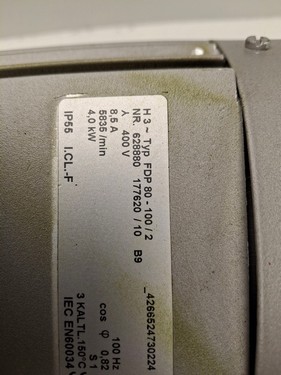 H 3 ~ Typ FDP 80 - 100 / 2 _4266524730224
NR. 628880 177620 / 10 B9
⅄ 400 V 100 Hz
8,5 A cos φ 0,82
5835 /min S 1
4,0 kW 3 KALTL.150°C
IP55 I.CL.-F IEC EN60034